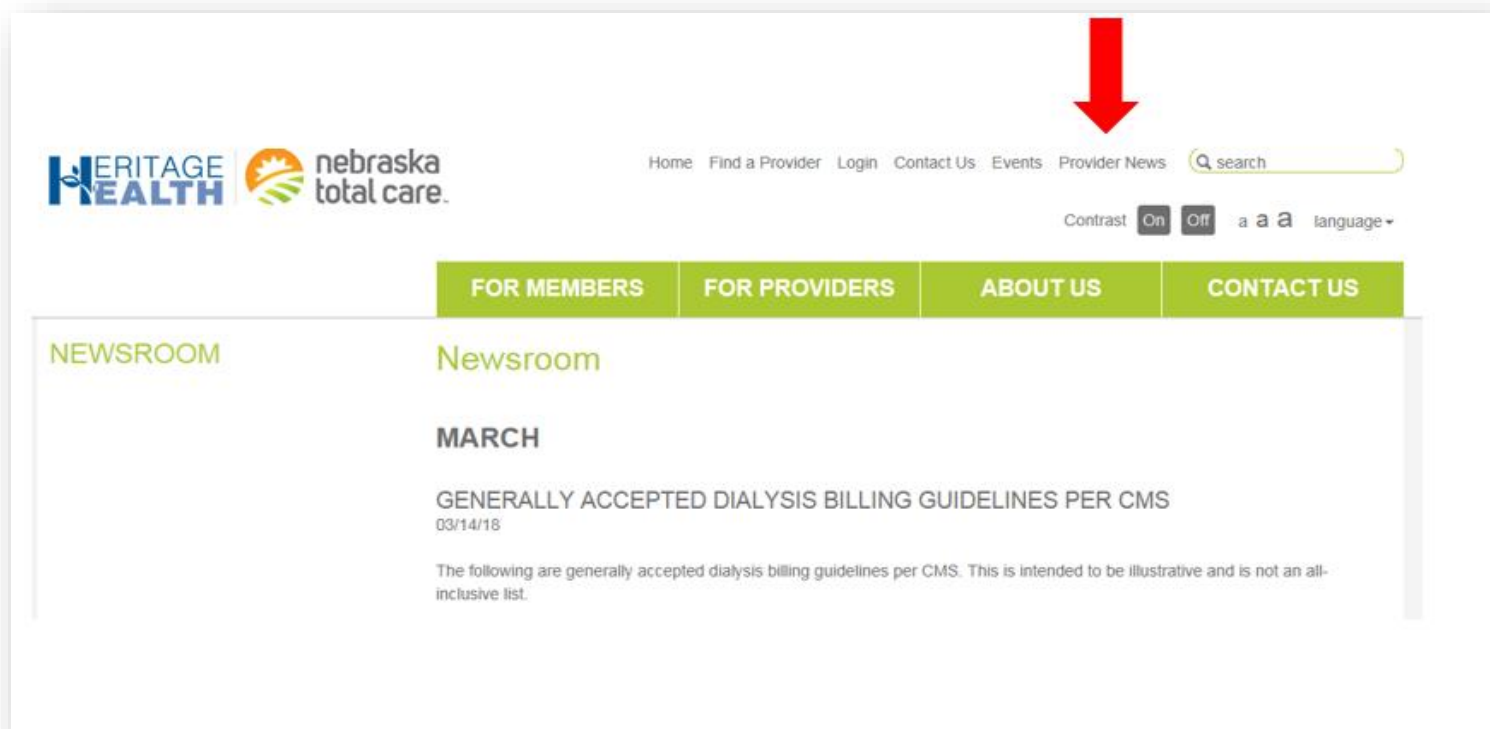 HERITAGE HEALTH
nebraska total care.
Home Find a Provider Login Contact Us Events Provider News search
Contrast On Off a a a language
FOR MEMBERS FOR PROVIDERS ABOUT US CONTACT US
NEWSROOM
Newsroom
MARCH
GENERALLY ACCEPTED DIALYSIS BILLING GUIDELINES PER CMS
03/14/18
The following are generally accepted dialysis billing guidelines per CMS. This is intended to be illustrative and is not an all-
inclusive list.